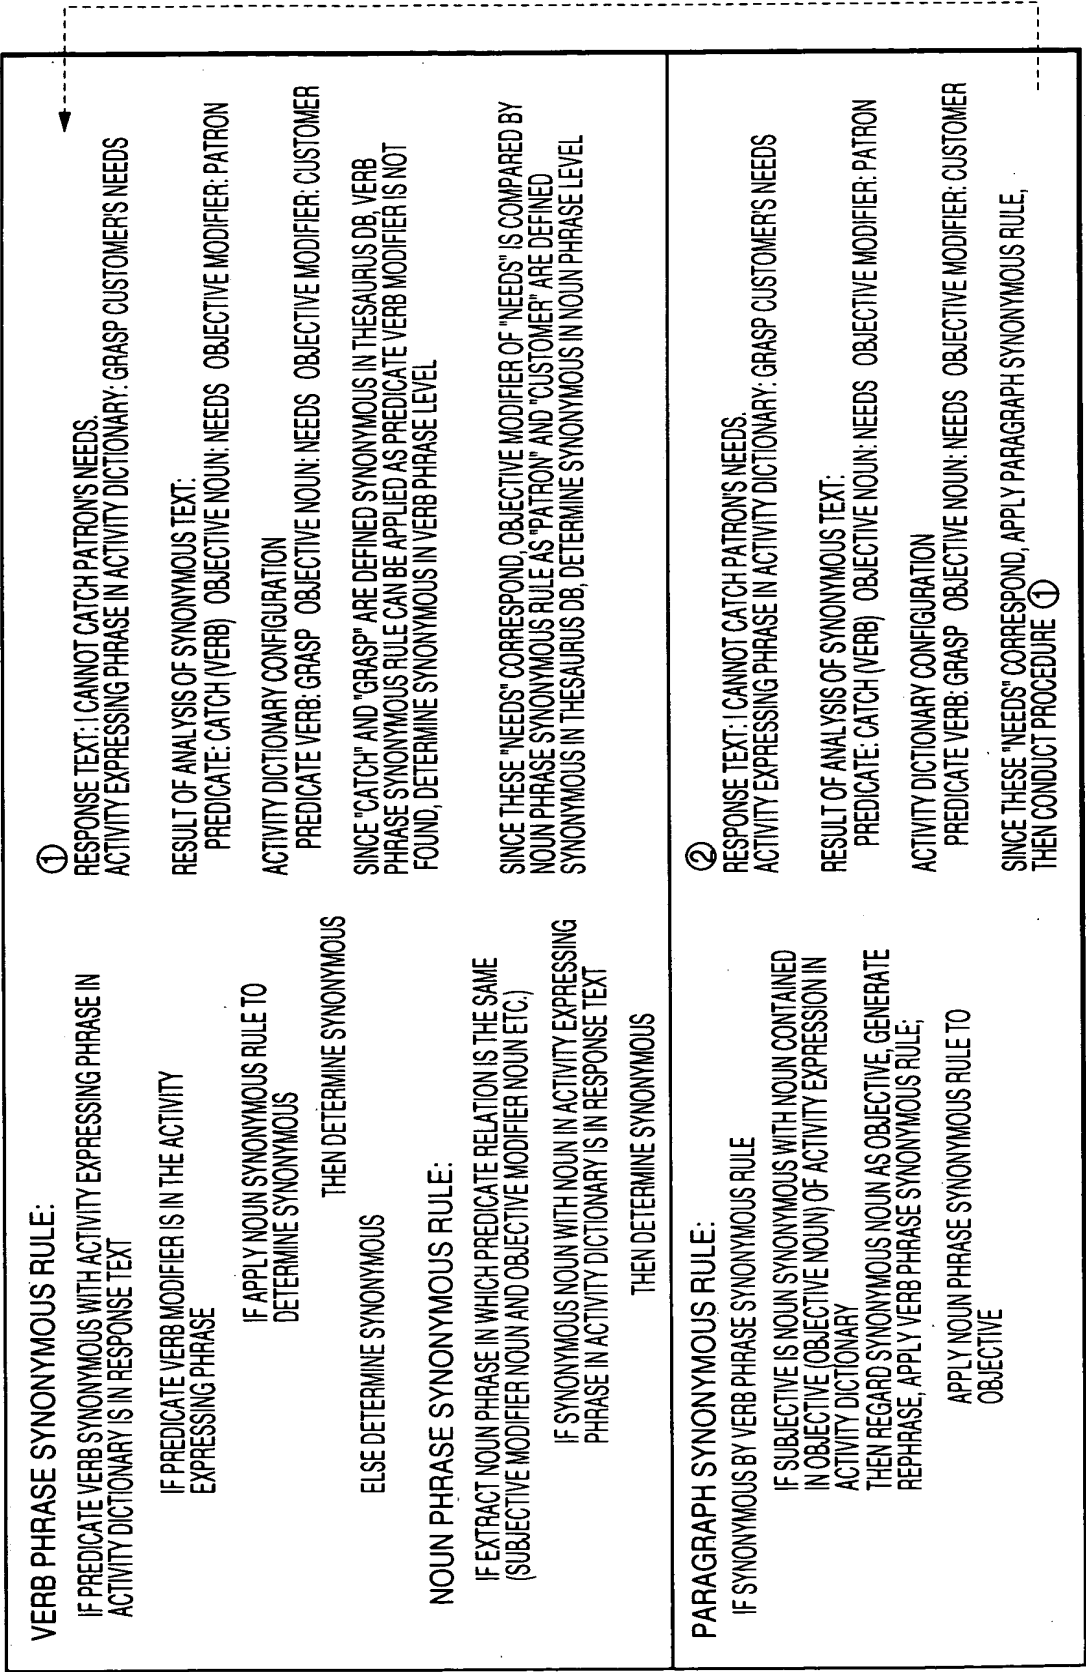 VERB PHRASE SYNONYMOUS RULE:
IF PREDICATE VERB SYNONYMOUS WITH ACTIVITY EXPRESSING PHRASE IN
ACTIVITY DICTIONARY IS IN RESPONSE TEXT
IF PREDICATE VERB MODIFIER IS IN THE ACTIVITY
EXPRESSING PHRASE
IF APPLY NOUN SYNONYMOUS RULE TO
DETERMINE SYNONYMOUS
THEN DETERMINE SYNONYMOUS
ELSE DETERMINE SYNONYMOUS
NOUN PHRASE SYNONYMOUS RULE:
IF EXTRACT NOUN PHRASE IN WHICH PREDICATE RELATION IS THE SAME
(SUBJECTIVE MODIFIER NOUN AND OBJECTIVE MODIFIER NOUN ETC.)
IF SYNONYMOUS NOUN WITH NOUN IN ACTIVITY EXPRESSING
PHRASE IN ACTIVITY DICTIONARY IS IN RESPONSE TEXT
THEN DETERMINE SYNONYMOUS
①
RESPONSE TEXT: I CANNOT CATCH PATRON'S NEEDS.
ACTIVITY EXPRESSING PHRASE IN ACTIVITY DICTIONARY: GRASP CUSTOMER'S NEEDS
RESULT OF ANALYSIS OF SYNONYMOUS TEXT:
PREDICATE: CATCH (VERB) OBJECTIVE NOUN: NEEDS OBJECTIVE MODIFIER: PATRON
ACTIVITY DICTIONARY CONFIGURATION
PREDICATE VERB: GRASP OBJECTIVE NOUN: NEEDS OBJECTIVE MODIFIER: CUSTOMER
SINCE "CATCH" AND "GRASP" ARE DEFINED SYNONYMOUS IN THESAURUS DB, VERB
PHRASE SYNONYMOUS RULE CAN BE APPLIED AS PREDICATE VERB MODIFIER IS NOT
FOUND, DETERMINE SYNONYMOUS IN VERB PHRASE LEVEL
SINCE THESE "NEEDS" CORRESPOND, OBJECTIVE MODIFIER OF "NEEDS" IS COMPARED BY
NOUN PHRASE SYNONYMOUS RULE AS "PATRON" AND "CUSTOMER" ARE DEFINED
SYNONYMOUS IN THESAURUS DB, DETERMINE SYNONYMOUS IN NOUN PHRASE LEVEL
PARAGRAPH SYNONYMOUS RULE:
IF SYNONYMOUS BY VERB PHRASE SYNONYMOUS RULE
IF SUBJECTIVE IS NOUN SYNONYMOUS WITH NOUN CONTAINED
IN OBJECTIVE (OBJECTIVE NOUN) OF ACTIVITY EXPRESSION IN
ACTIVITY DICTIONARY
THEN REGARD SYNONYMOUS NOUN AS OBJECTIVE, GENERATE
REPHRASE, APPLY VERB PHRASE SYNONYMOUS RULE;
APPLY NOUN PHRASE SYNONYMOUS RULE TO
OBJECTIVE
②
RESPONSE TEXT: I CANNOT CATCH PATRON'S NEEDS.
ACTIVITY EXPRESSING PHRASE IN ACTIVITY DICTIONARY: GRASP CUSTOMER'S NEEDS
RESULT OF ANALYSIS OF SYNONYMOUS TEXT:
PREDICATE: CATCH (VERB) OBJECTIVE NOUN: NEEDS OBJECTIVE MODIFIER: PATRON
ACTIVITY DICTIONARY CONFIGURATION
PREDICATE VERB: GRASP OBJECTIVE NOUN: NEEDS OBJECTIVE MODIFIER: CUSTOMER
SINCE THESE "NEEDS" CORRESPOND, APPLY PARAGRAPH SYNONYMOUS RULE,
THEN CONDUCT PROCEDURE ①